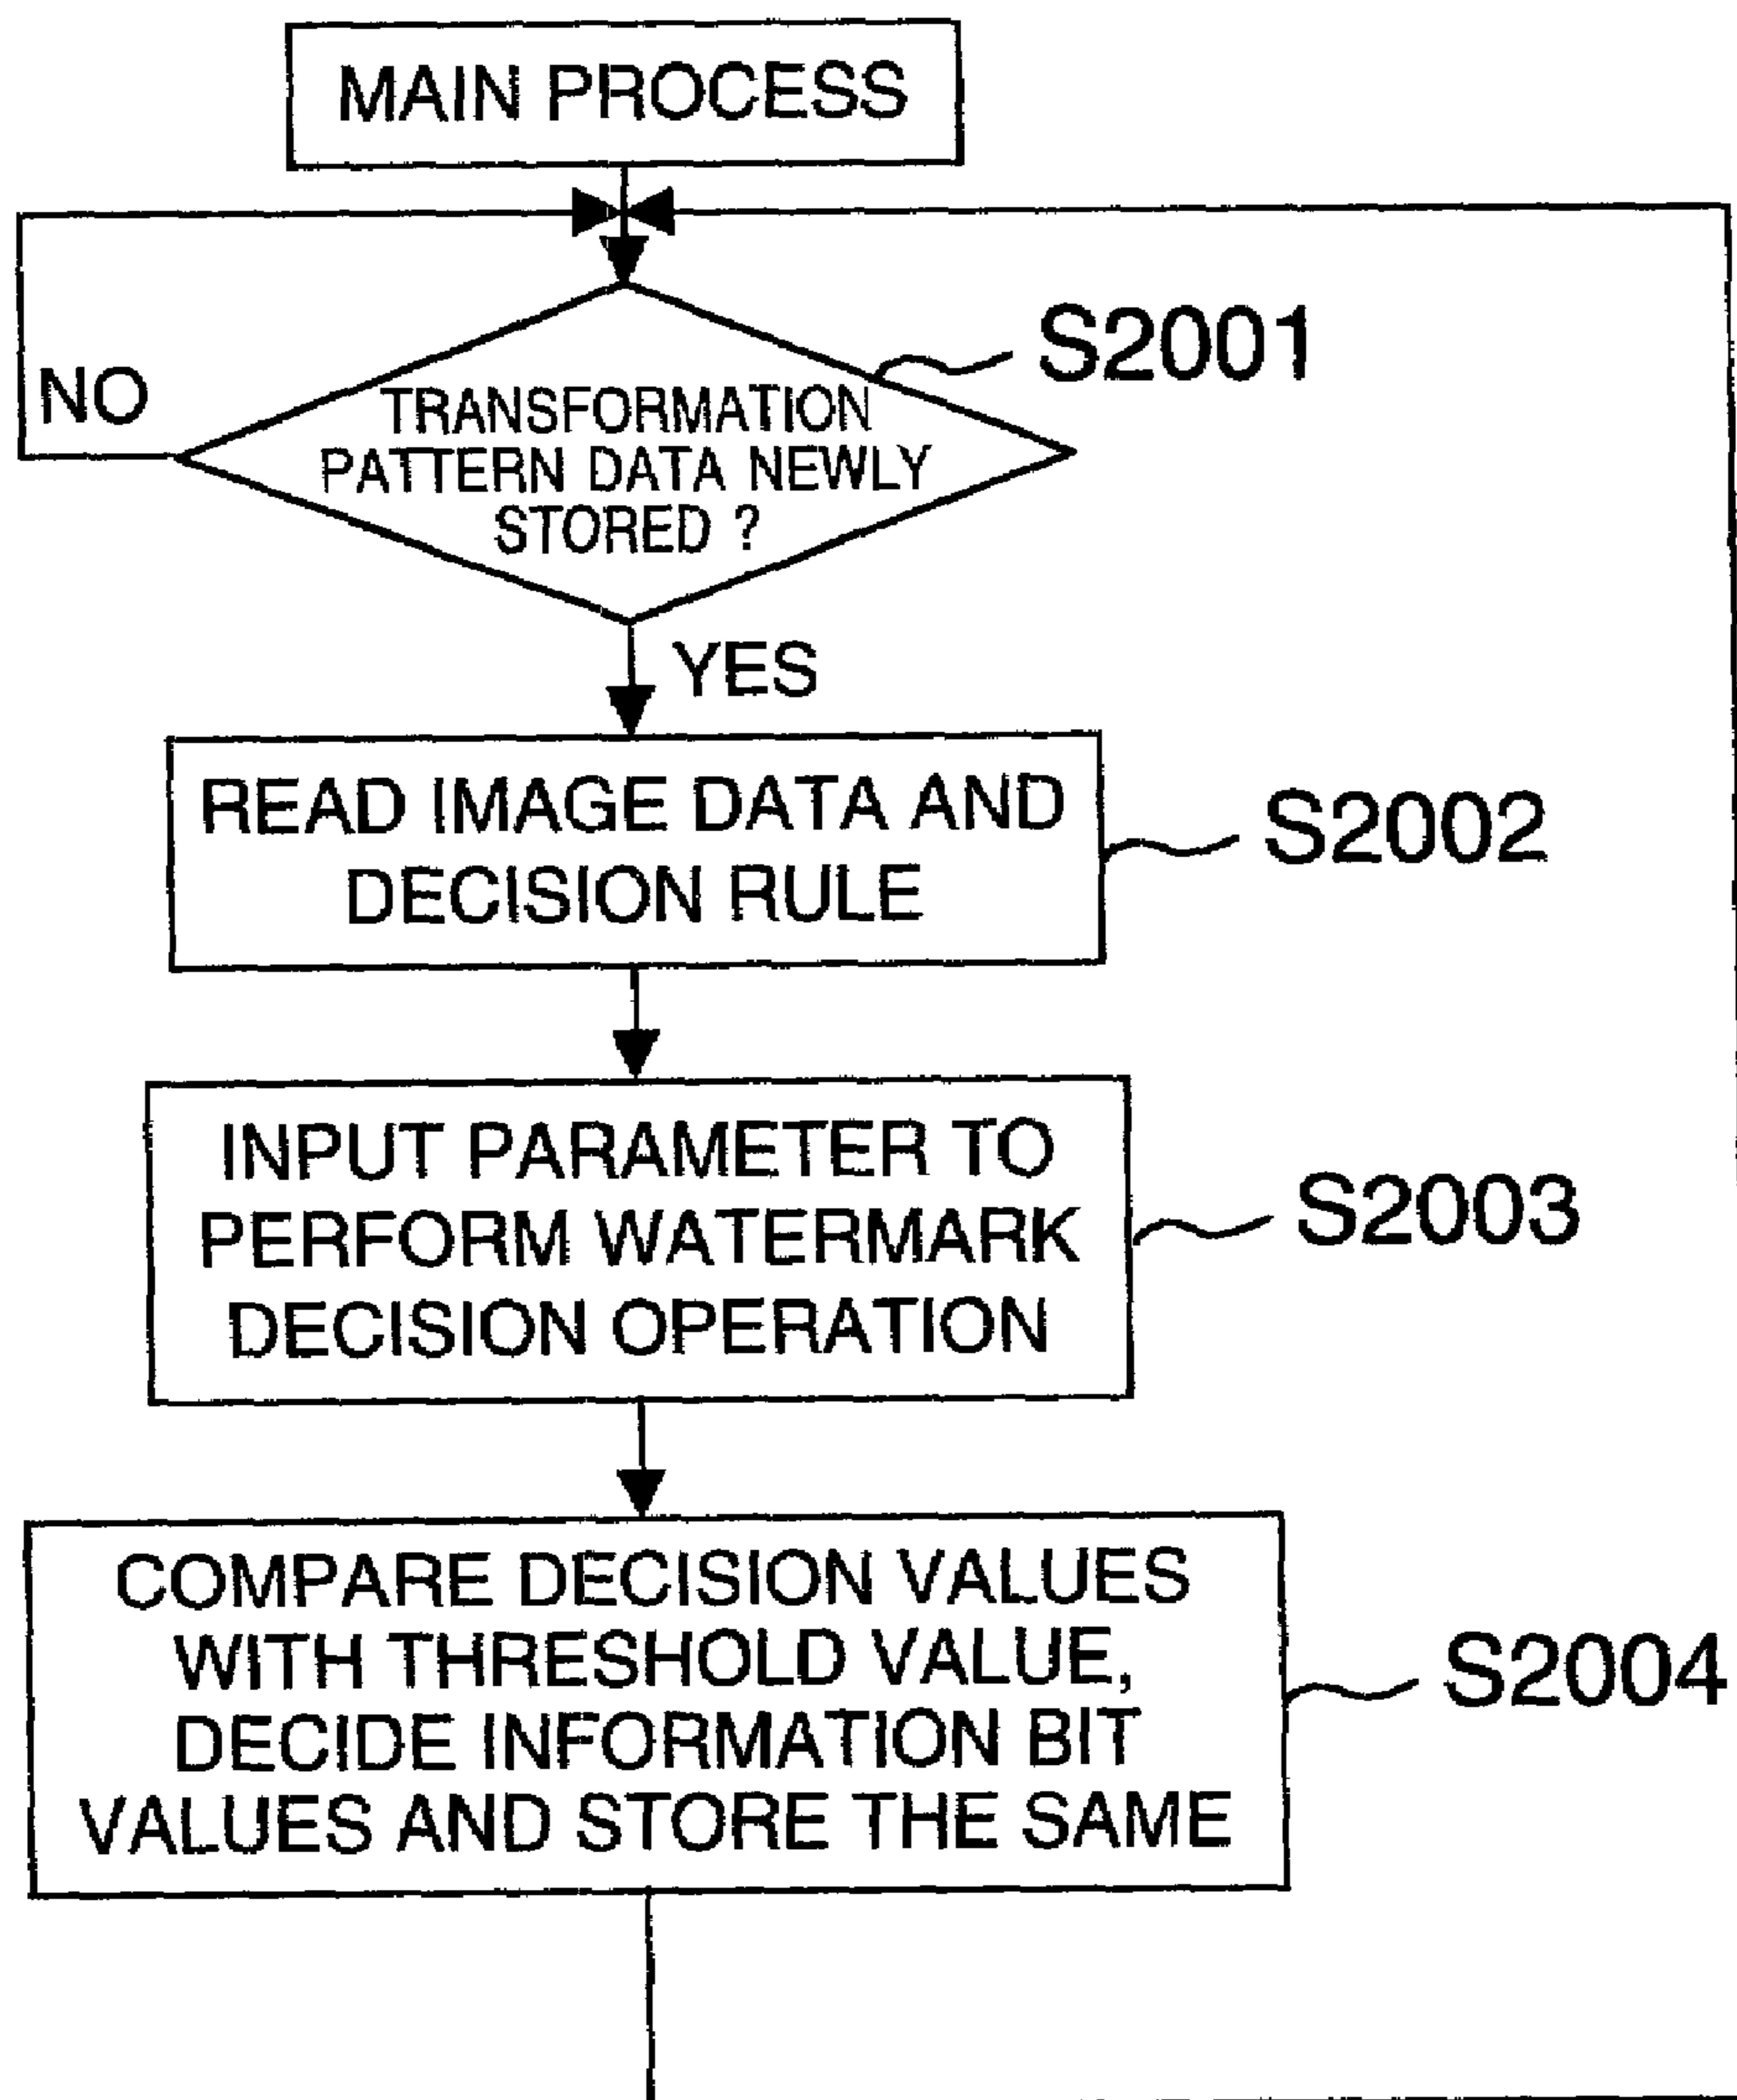 MAIN PROCESS
S2001
NO
TRANSFORMATION
PATTERN DATA NEWLY
STORED ?
YES
READ IMAGE DATA AND
DECISION RULE
S2002
INPUT PARAMETER TO
PERFORM WATERMARK
DECISION OPERATION
S2003
COMPARE DECISION VALUES
WITH THRESHOLD VALUE,
DECIDE INFORMATION BIT
VALUES AND STORE THE SAME
S2004